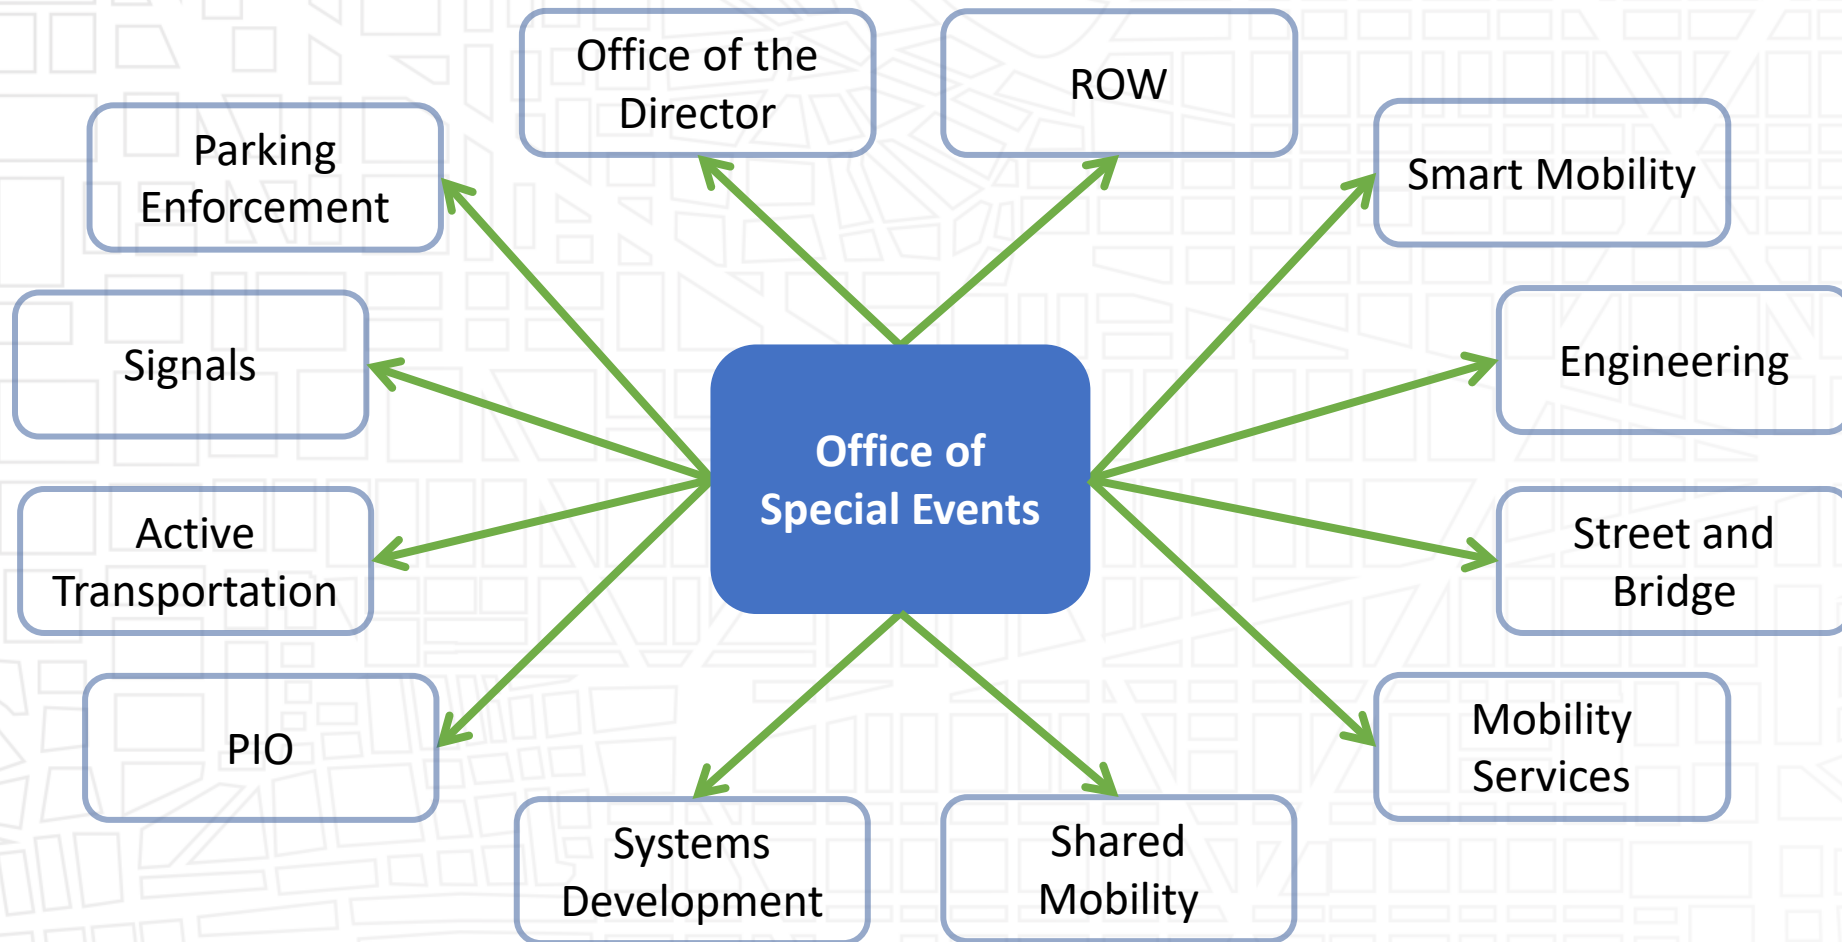 Office of the
Director
ROW
Parking
Enforcement
Smart Mobility
Signals
Engineering
Office of
Special Events
Active
Transportation
Street and
Bridge
PIO
Mobility
Services
Systems
Development
Shared
Mobility